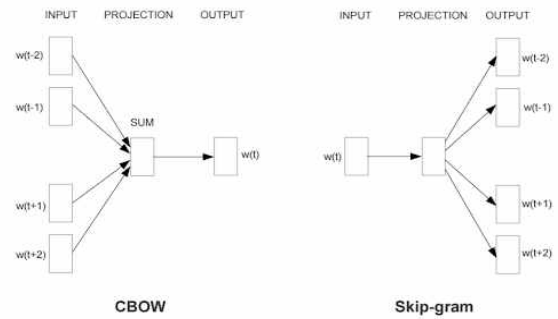 INPUT PROJECTION OUTPUT
w(t-2)
w(t-1)
SUM
w(t)
w(t+1)
w(t+2)
CBOW
INPUT PROJECTION OUTPUT
w(t-2)
w(t-1)
w(t)
w(t+1)
w(t+2)
Skip-gram